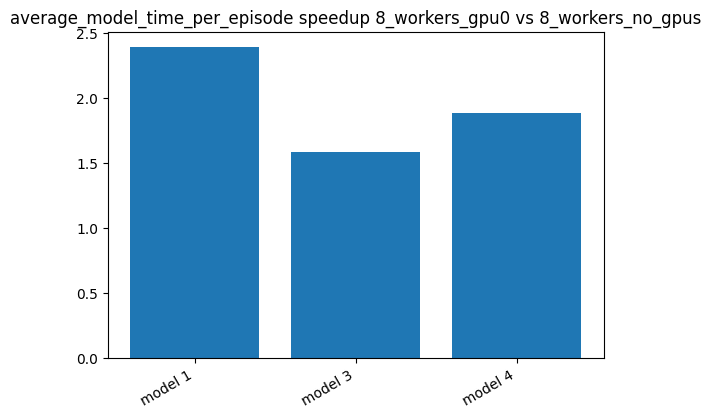 average_model_time_per_episode speedup 8_workers_gpu0 vs 8_workers_no_gpus
2.5
2.0
1.5
1.0
0.5
0.0
model 1
model 3
model 4